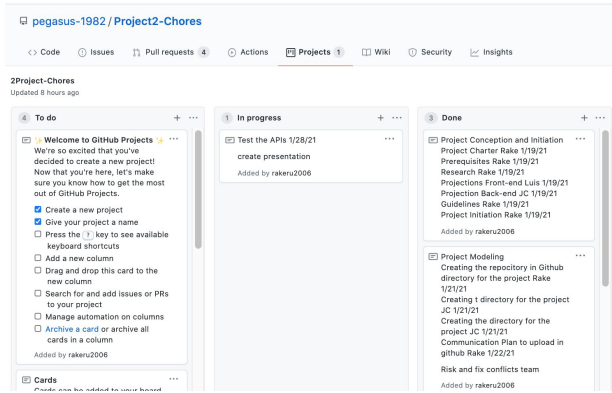 pegasus-1982 / Project2-Chores
Code
Issues
Pull requests 4
Actions
Projects 1
Wiki
Security
Insights
2Project-Chores
Updated 8 hours ago
4 To do
✨ Welcome to GitHub Projects ✨
We're so excited that you've
decided to create a new project!
Now that you're here, let's make
sure you know how to get the most
out of GitHub Projects.
Create a new project
Give your project a name
Press the ? key to see available
keyboard shortcuts
Add a new column
Drag and drop this card to the
new column
Search for and add issues or PRs
to your project
Manage automation on columns
Archive a card or archive all
cards in a column
Added by rakeru2006
Cards
Cards can be added to your board
1 In progress
Test the APIs 1/28/21
create presentation
Added by rakeru2006
3 Done
Project Conception and Initiation
Project Charter Rake 1/19/21
Prerequisites Rake 1/19/21
Research Rake 1/19/21
Projections Front-end Luis 1/19/21
Projection Back-end JC 1/19/21
Guidelines Rake 1/19/21
Project Initiation Rake 1/19/21
Added by rakeru2006
Project Modeling
Creating the repocitory in Github
directory for the project Rake
1/21/21
Creating t directory for the project
JC 1/21/21
Creating the directory for the
project JC 1/21/21
Communication Plan to upload in
github Rake 1/22/21
Risk and fix conflicts team
Added by rakeru2006